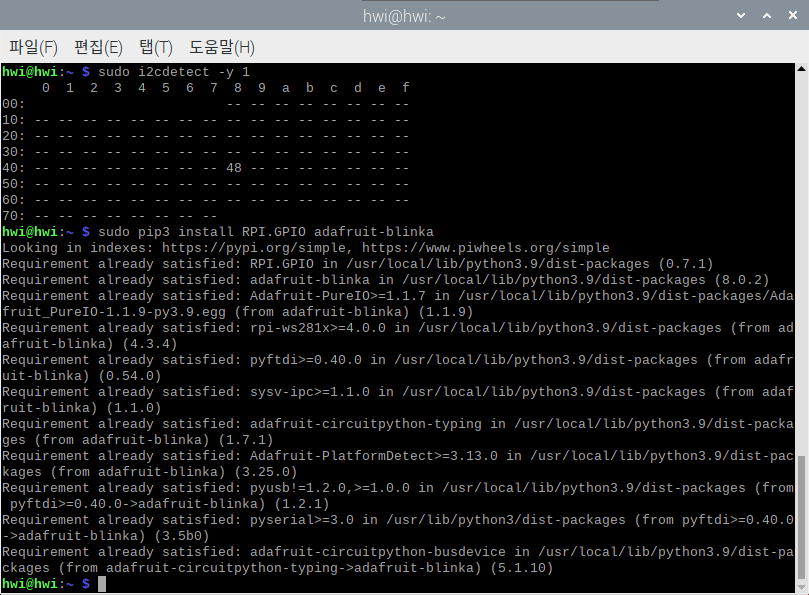 hwi@hwi: ~
파일(F) 편집(E) 탭(T) 도움말(H)
hwi@hwi:~ $ sudo i2cdetect -y 1
     0  1  2  3  4  5  6  7  8  9  a  b  c  d  e  f
00:                         -- -- -- -- -- -- -- --
10: -- -- -- -- -- -- -- -- -- -- -- -- -- -- -- --
20: -- -- -- -- -- -- -- -- -- -- -- -- -- -- -- --
30: -- -- -- -- -- -- -- -- -- -- -- -- -- -- -- --
40: -- -- -- -- -- -- -- -- 48 -- -- -- -- -- -- --
50: -- -- -- -- -- -- -- -- -- -- -- -- -- -- -- --
60: -- -- -- -- -- -- -- -- -- -- -- -- -- -- -- --
70: -- -- -- -- -- -- -- --
hwi@hwi:~ $ sudo pip3 install RPI.GPIO adafruit-blinka
Looking in indexes: https://pypi.org/simple, https://www.piwheels.org/simple
Requirement already satisfied: RPI.GPIO in /usr/local/lib/python3.9/dist-packages (0.7.1)
Requirement already satisfied: adafruit-blinka in /usr/local/lib/python3.9/dist-packages (8.0.2)
Requirement already satisfied: Adafruit-PureIO>=1.1.7 in /usr/local/lib/python3.9/dist-packages/Ada
fruit_PureIO-1.1.9-py3.9.egg (from adafruit-blinka) (1.1.9)
Requirement already satisfied: rpi-ws281x>=4.0.0 in /usr/local/lib/python3.9/dist-packages (from ad
afruit-blinka) (4.3.4)
Requirement already satisfied: pyftdi>=0.40.0 in /usr/local/lib/python3.9/dist-packages (from adafr
uit-blinka) (0.54.0)
Requirement already satisfied: sysv-ipc>=1.1.0 in /usr/local/lib/python3.9/dist-packages (from adaf
ruit-blinka) (1.1.0)
Requirement already satisfied: adafruit-circuitpython-typing in /usr/local/lib/python3.9/dist-packa
ges (from adafruit-blinka) (1.7.1)
Requirement already satisfied: Adafruit-PlatformDetect>=3.13.0 in /usr/local/lib/python3.9/dist-pac
kages (from adafruit-blinka) (3.25.0)
Requirement already satisfied: pyusb!=1.2.0,>=1.0.0 in /usr/local/lib/python3.9/dist-packages (from
 pyftdi>=0.40.0->adafruit-blinka) (1.2.1)
Requirement already satisfied: pyserial>=3.0 in /usr/lib/python3/dist-packages (from pyftdi>=0.40.0
->adafruit-blinka) (3.5b0)
Requirement already satisfied: adafruit-circuitpython-busdevice in /usr/local/lib/python3.9/dist-pa
ckages (from adafruit-circuitpython-typing->adafruit-blinka) (5.1.10)
hwi@hwi:~ $